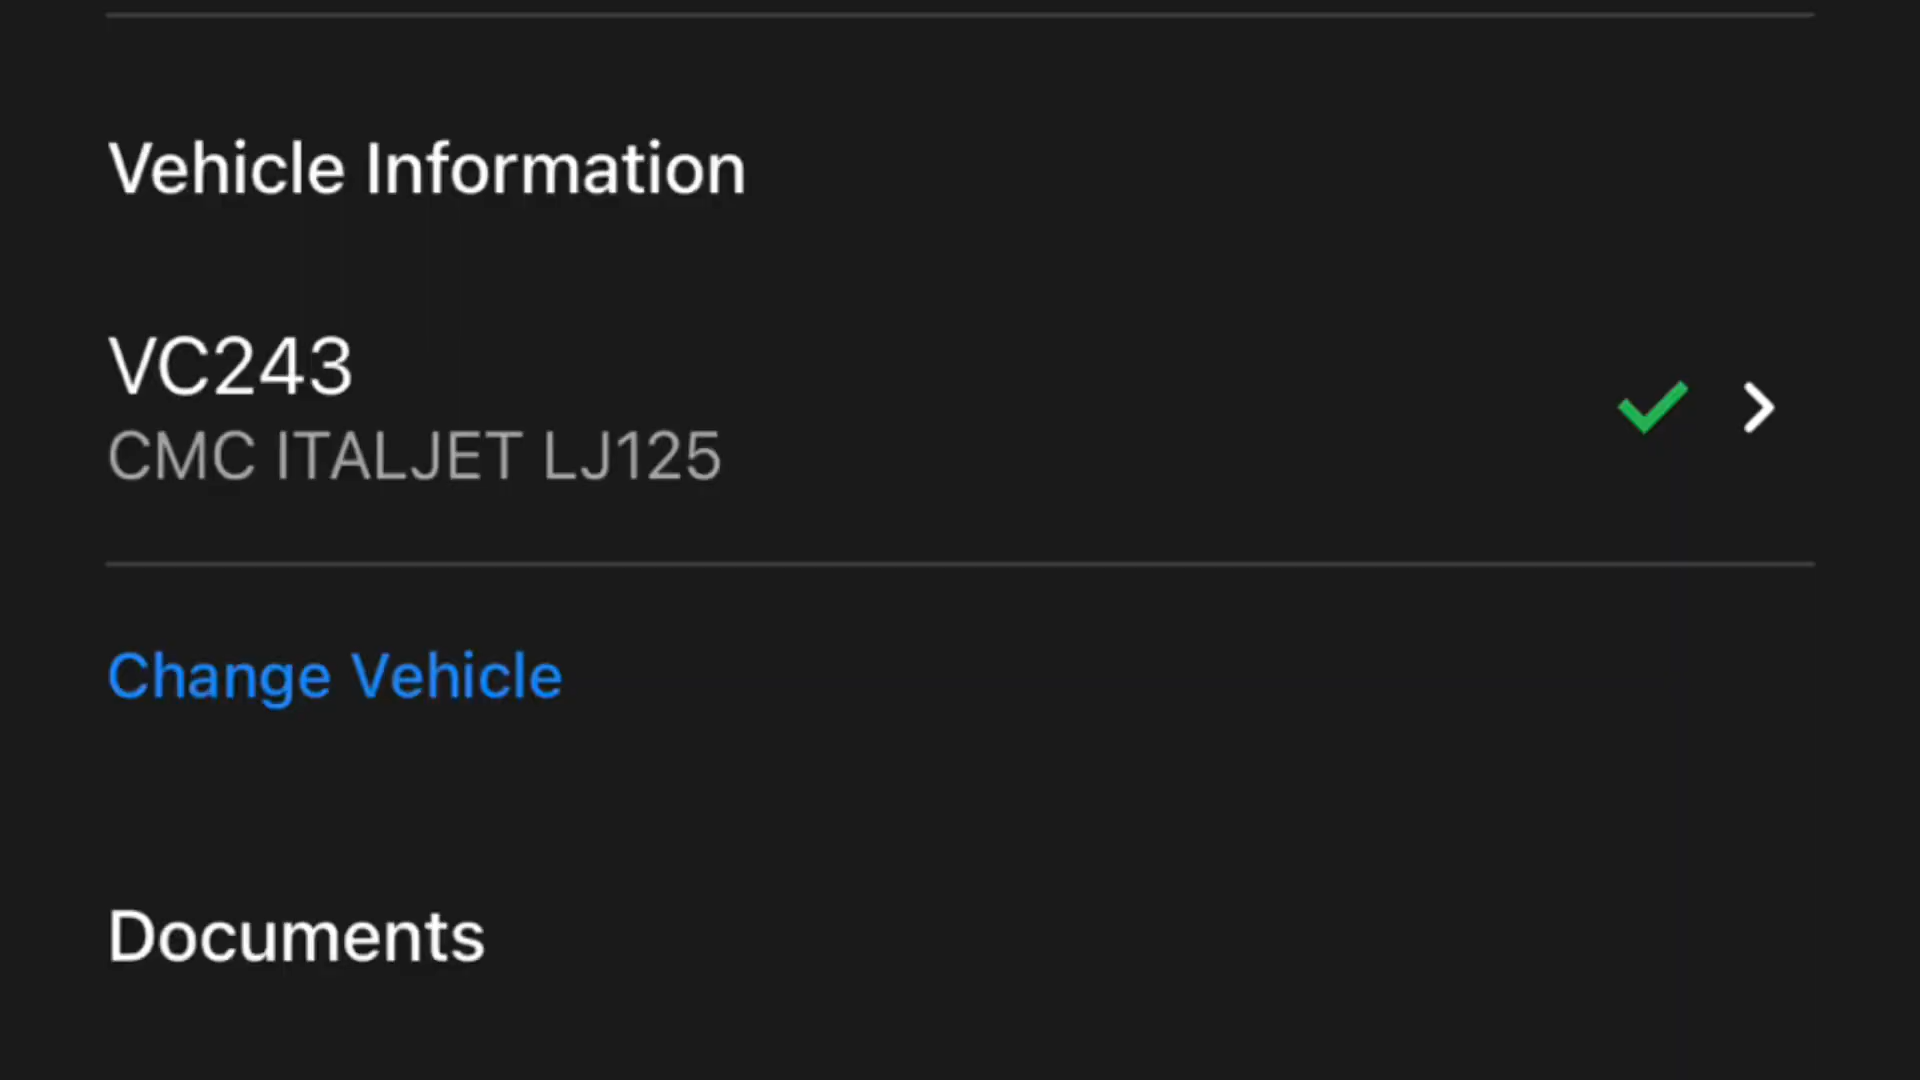 Vehicle Information
VC243
CMC ITALJET LJ125
Change Vehicle
Documents